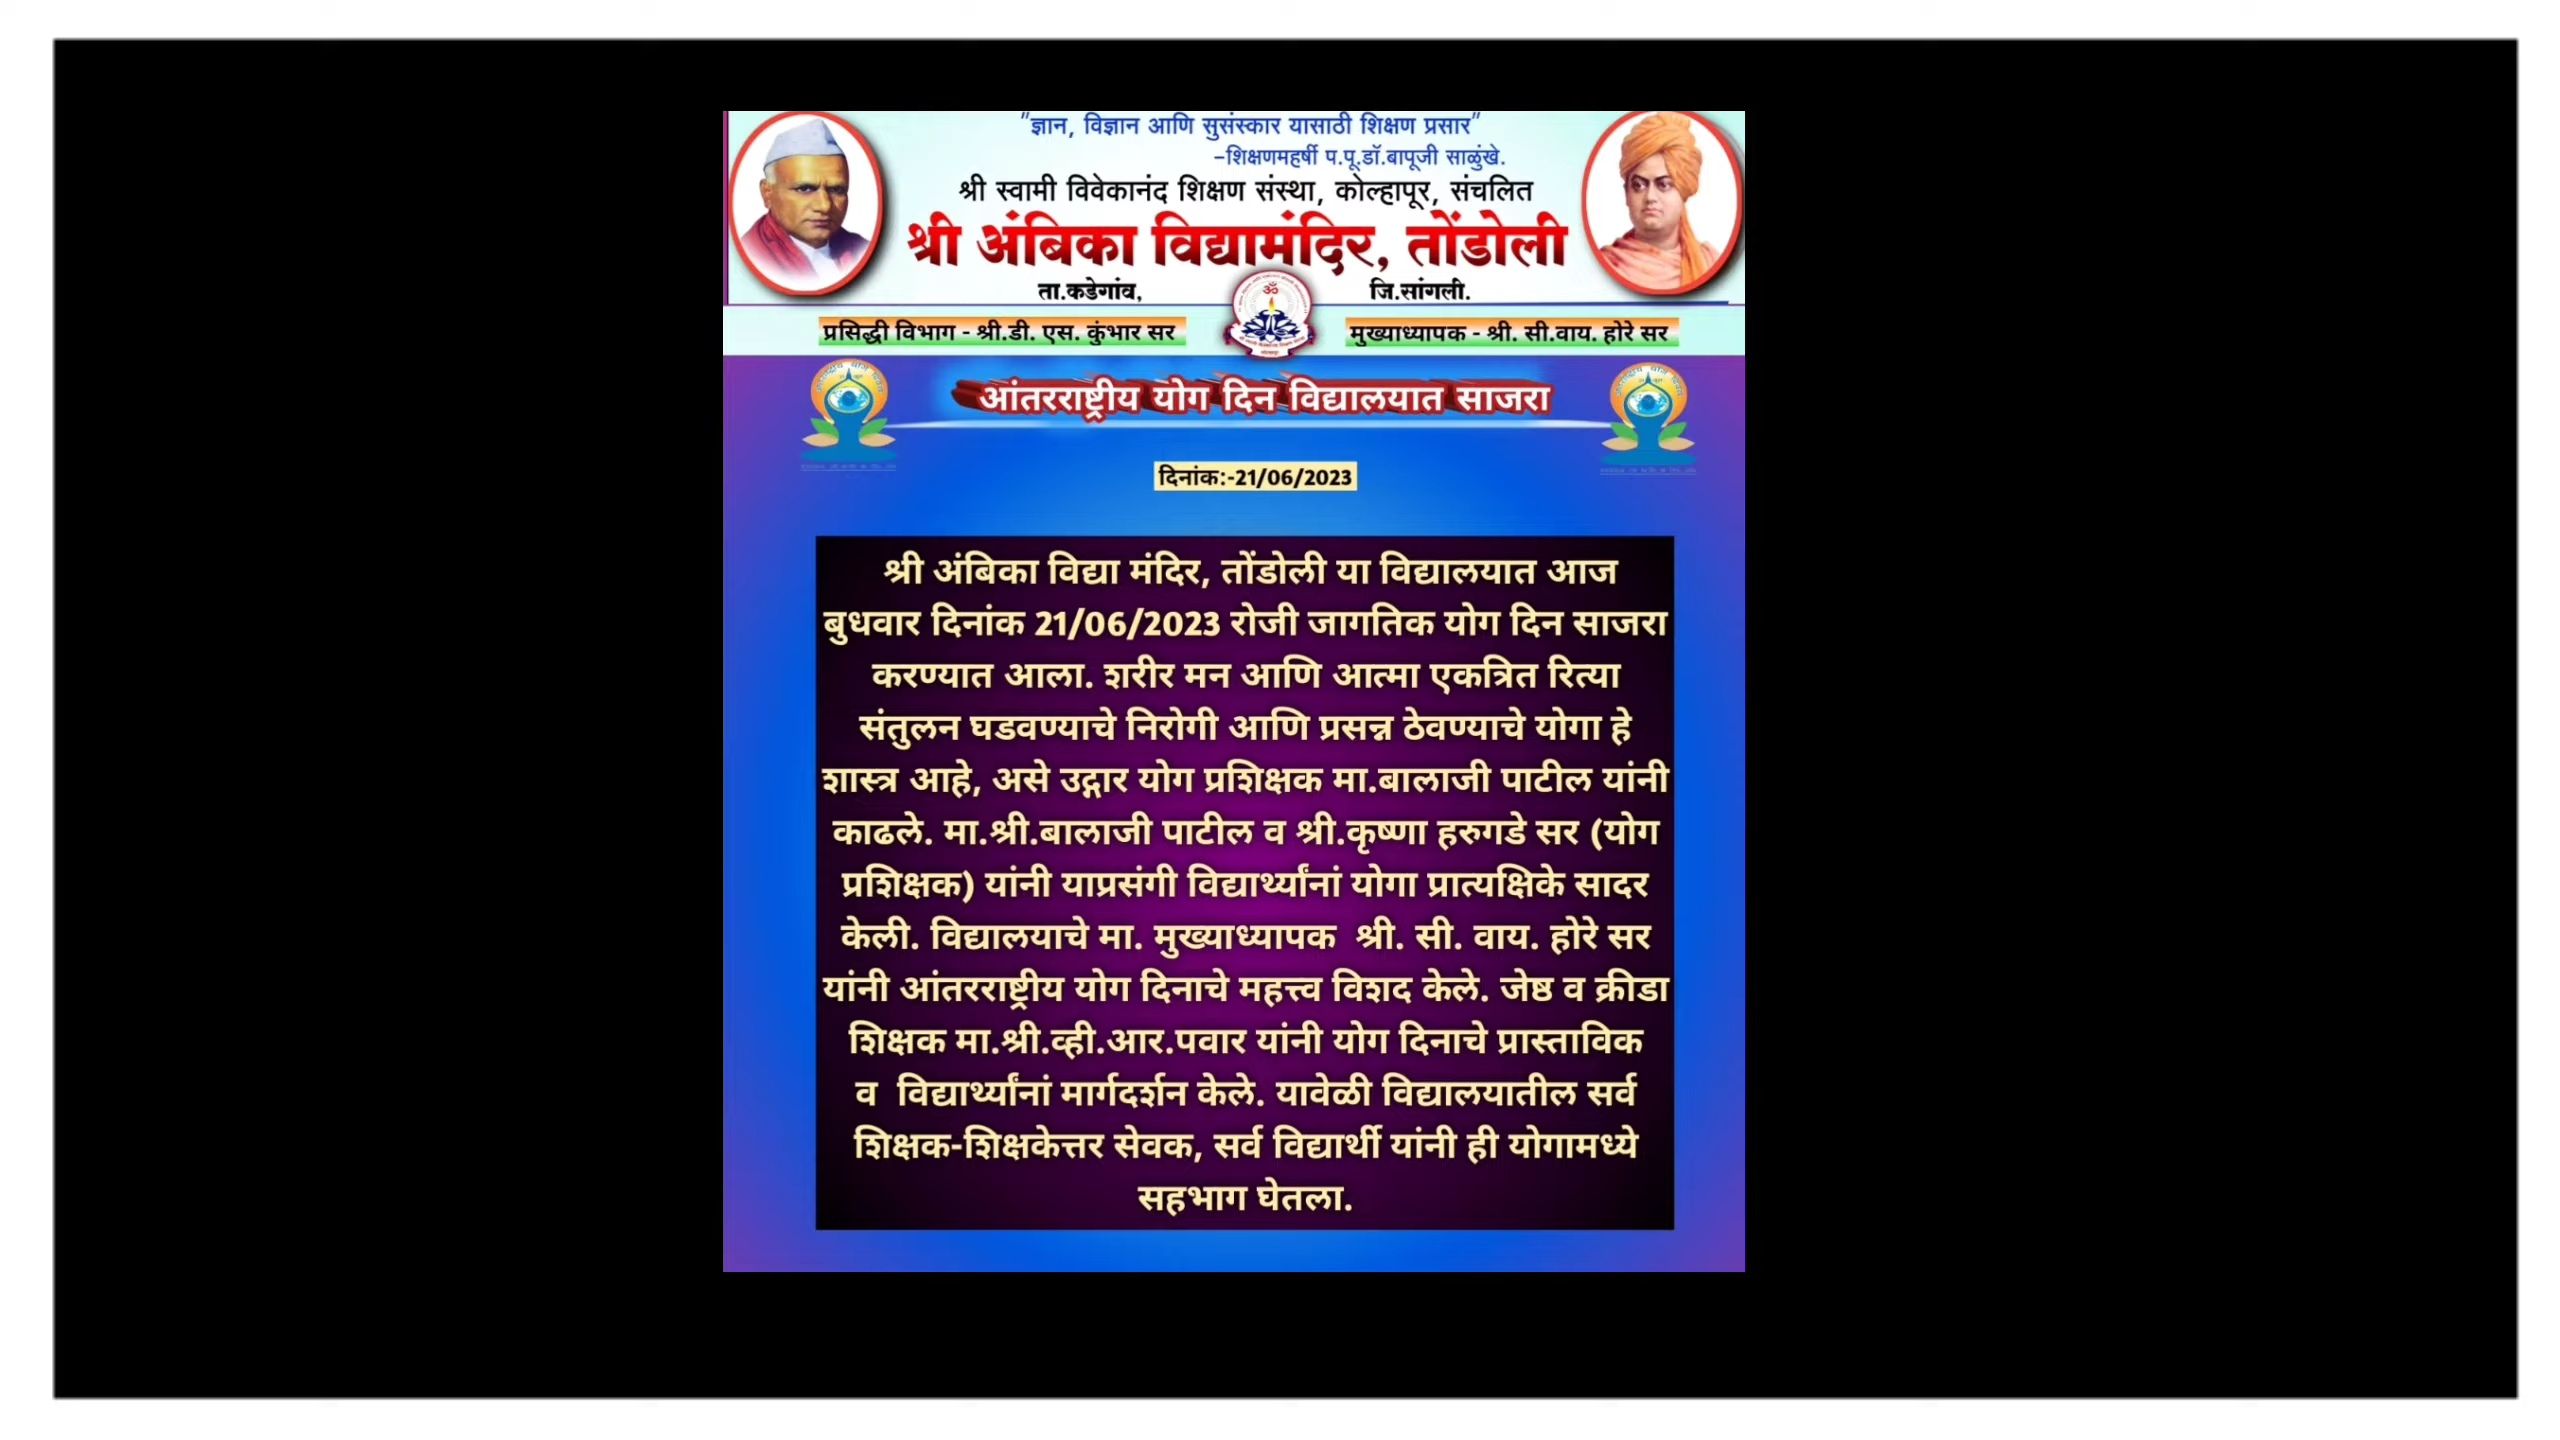 "ज्ञान, विज्ञान आणि सुसंस्कार यासाठी शिक्षण प्रसार"
-शिक्षणमहर्षी प.पू.डॉ.बापूजी साळुंखे.
श्री स्वामी विवेकानंद शिक्षण संस्था, कोल्हापूर, संचलित
श्री अंबिका विद्यामंदिर, तोंडोली
ता.कडेगांव, जि.सांगली.
प्रसिद्धी विभाग - श्री.डी. एस. कुंभार सर मुख्याध्यापक - श्री. सी.वाय. होरे सर
आंतरराष्ट्रीय योग दिन विद्यालयात साजरा
दिनांक:-21/06/2023
श्री अंबिका विद्या मंदिर, तोंडोली या विद्यालयात आज
बुधवार दिनांक 21/06/2023 रोजी जागतिक योग दिन साजरा
करण्यात आला. शरीर मन आणि आत्मा एकत्रित रित्या
संतुलन घडवण्याचे निरोगी आणि प्रसन्न ठेवण्याचे योगा हे
शास्त्र आहे, असे उद्गार योग प्रशिक्षक मा.बालाजी पाटील यांनी
काढले. मा.श्री.बालाजी पाटील व श्री.कृष्णा हरुगडे सर (योग
प्रशिक्षक) यांनी याप्रसंगी विद्यार्थ्यांनां योगा प्रात्यक्षिके सादर
केली. विद्यालयाचे मा. मुख्याध्यापक श्री. सी. वाय. होरे सर
यांनी आंतरराष्ट्रीय योग दिनाचे महत्त्व विशद केले. जेष्ठ व क्रीडा
शिक्षक मा.श्री.व्ही.आर.पवार यांनी योग दिनाचे प्रास्ताविक
व विद्यार्थ्यांनां मार्गदर्शन केले. यावेळी विद्यालयातील सर्व
शिक्षक-शिक्षकेत्तर सेवक, सर्व विद्यार्थी यांनी ही योगामध्ये
सहभाग घेतला.